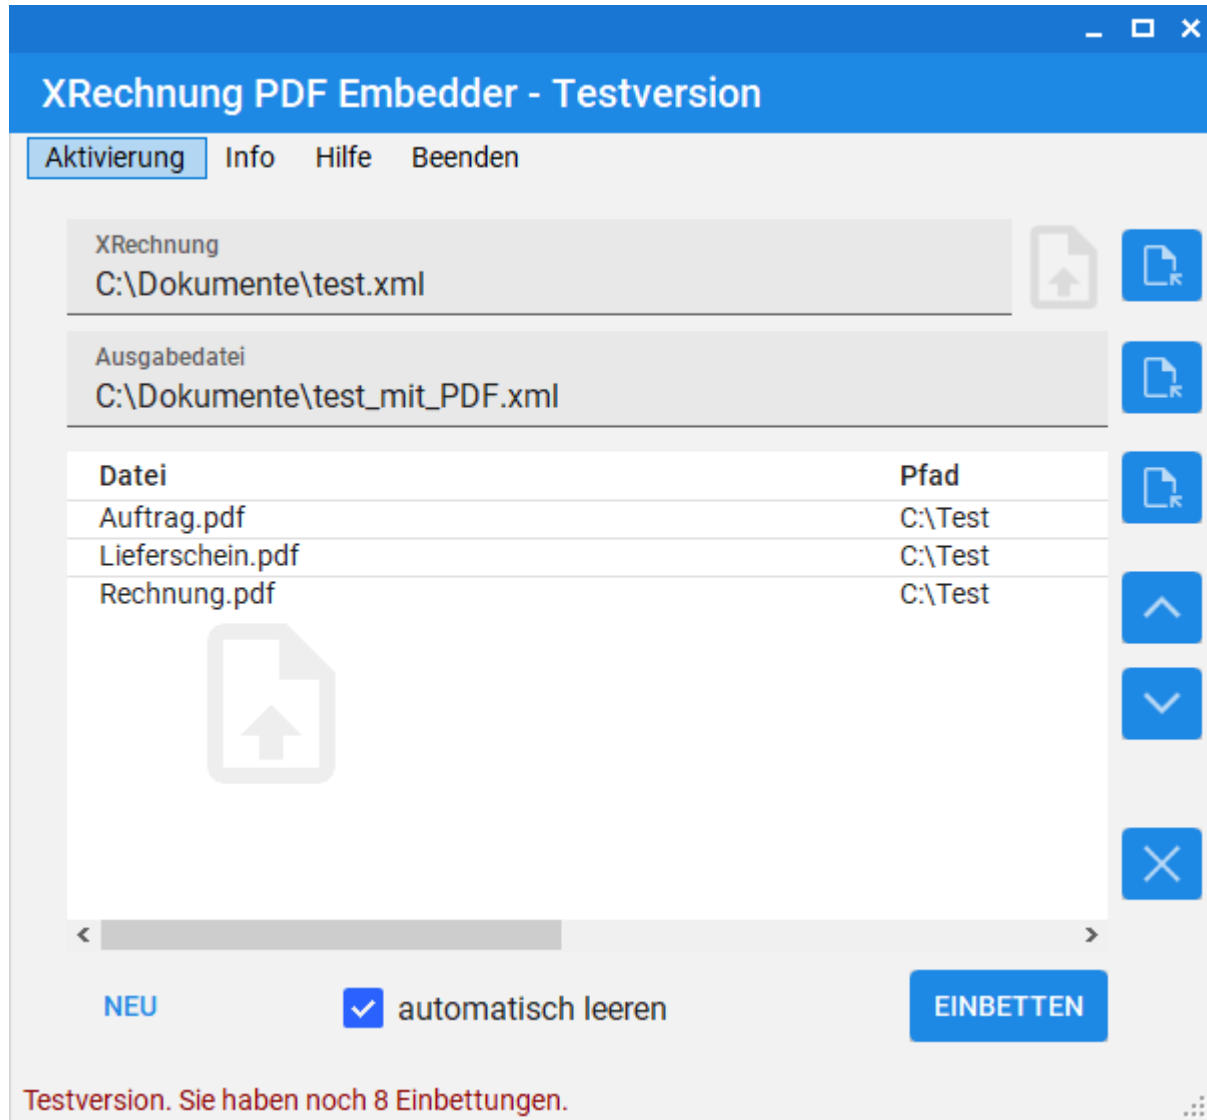 XRechnung PDF Embedder - Testversion
Aktivierung Info Hilfe Beenden
XRechnung
C:\Dokumente\test.xml
Ausgabedatei
C:\Dokumente\test_mit_PDF.xml
Datei Pfad
Auftrag.pdf C:\Test
Lieferschein.pdf C:\Test
Rechnung.pdf C:\Test
NEU automatisch leeren EINBETTEN
Testversion. Sie haben noch 8 Einbettungen.